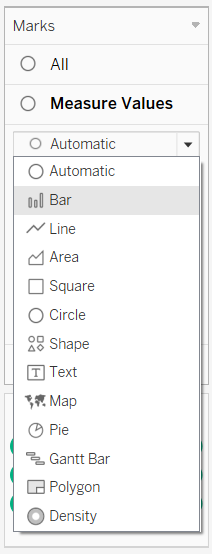 Marks
All
Measure Values
Automatic
Automatic
Bar
Line
Area
Square
Circle
Shape
Text
Map
Pie
Gantt Bar
Polygon
Density